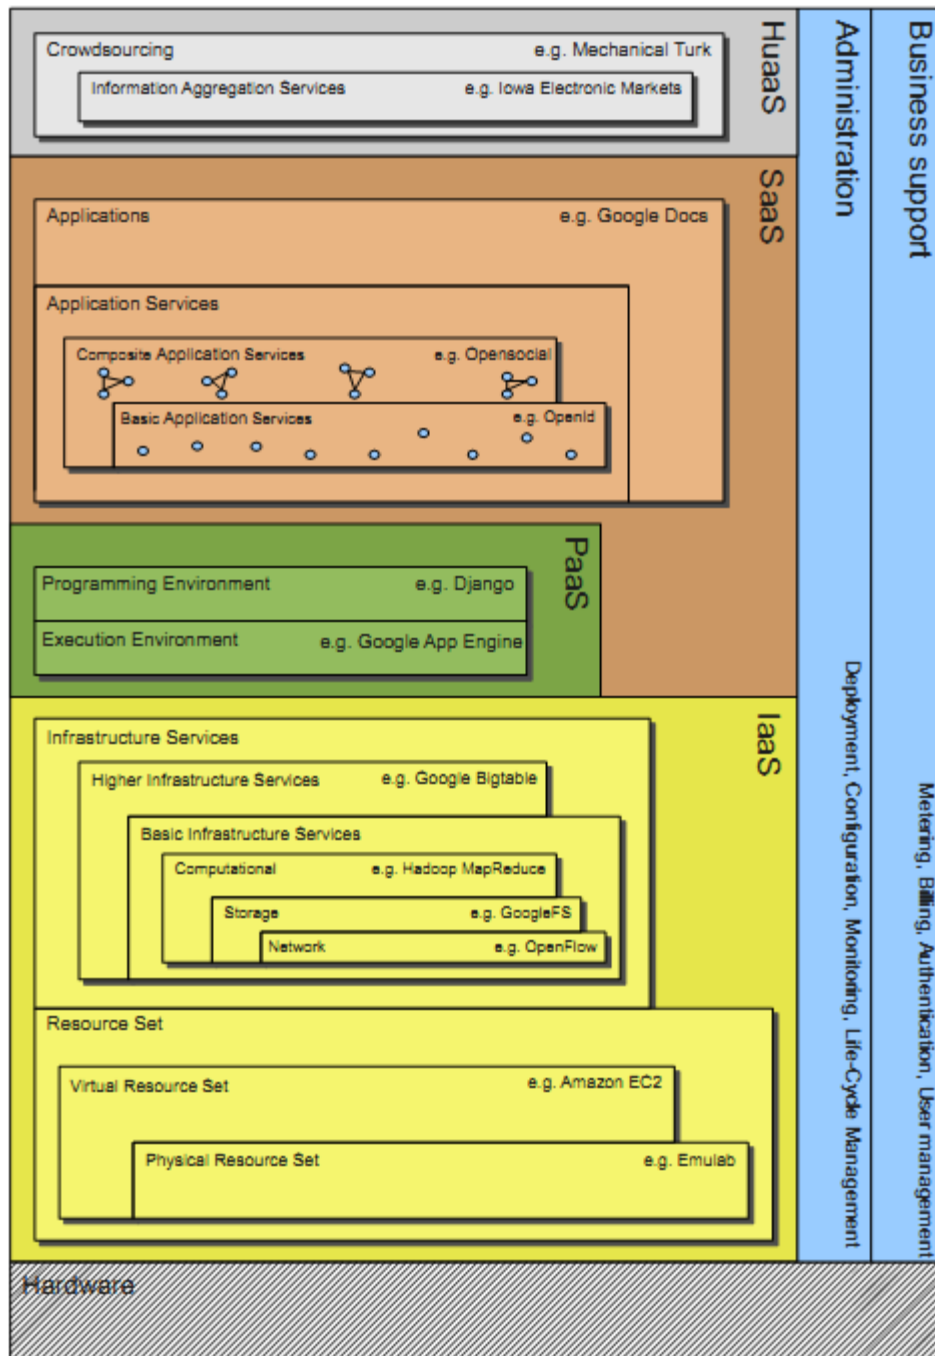 Crowdsourcing e.g. Mechanical Turk
Information Aggregation Services e.g. Iowa Electronic Markets
HuaaS
Applications e.g. Google Docs
Application Services
Composite Application Services e.g. Opensocial
Basic Application Services e.g. OpenId
SaaS
Programming Environment e.g. Django
Execution Environment e.g. Google App Engine
PaaS
Infrastructure Services
Higher Infrastructure Services e.g. Google Bigtable
Basic Infrastructure Services
Computational e.g. Hadoop MapReduce
Storage e.g. GoogleFS
Network e.g. OpenFlow
Resource Set
Virtual Resource Set e.g. Amazon EC2
Physical Resource Set e.g. Emulab
IaaS
Administration
Deployment, Configuration, Monitoring, Life-Cycle Management
Business support
Metering, Billing, Authentication, User management
Hardware